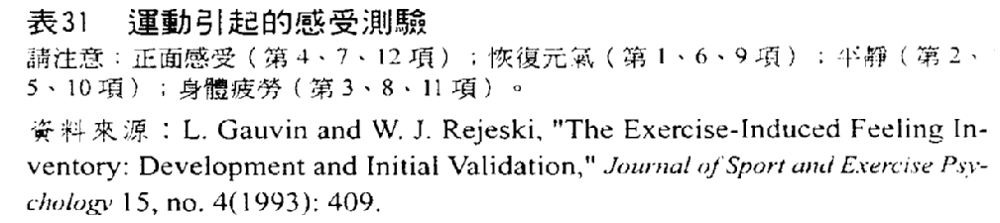 表31 運動引起的感受測驗
請注意：正面感受（第4、7、12項）；恢復元氣（第1、6、9項）；平靜（第2、
5、10項）；身體疲勞（第3、8、11項）。
資料來源：L. Gauvin and W. J. Rejeski, "The Exercise-Induced Feeling In-
ventory: Development and Initial Validation," Journal of Sport and Exercise Psy-
chology 15, no. 4(1993): 409.